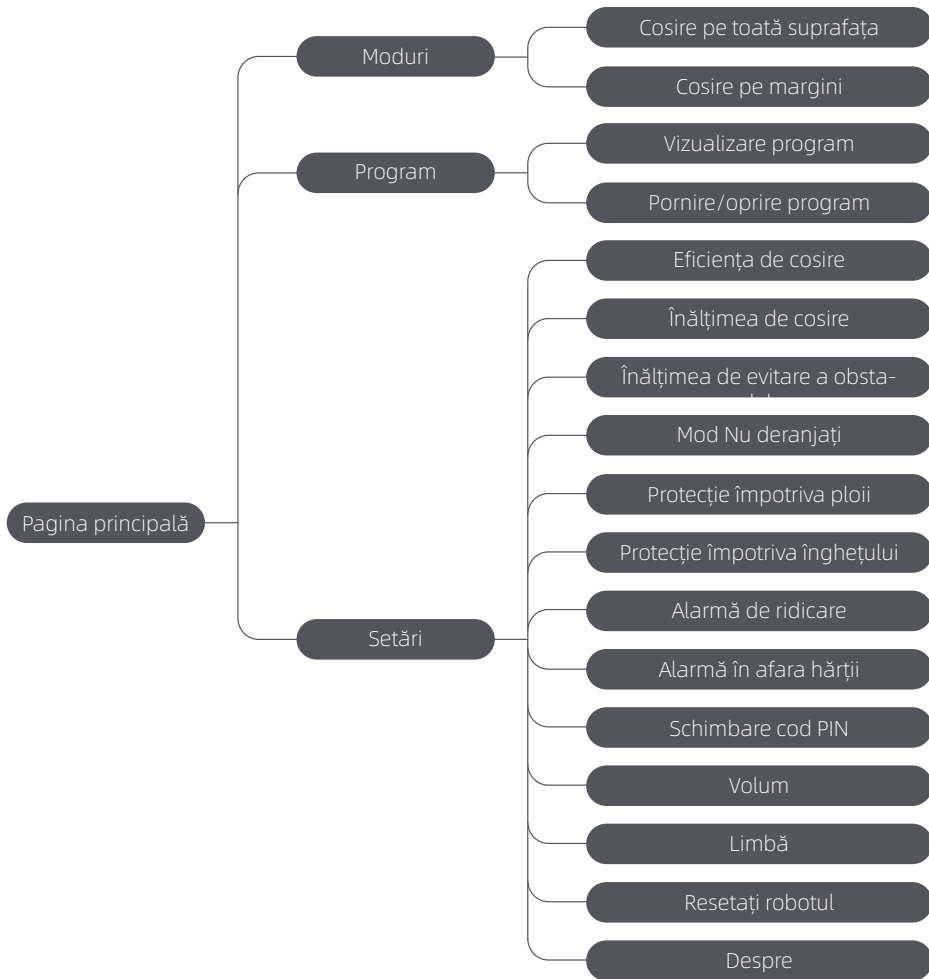 Pagina principală
Moduri
Cosire pe toată suprafața
Cosire pe margini
Program
Vizualizare program
Pornire/oprire program
Setări
Eficiența de cosire
Înălțimea de cosire
Înălțimea de evitare a obsta-
Mod Nu deranjați
Protecție împotriva ploii
Protecție împotriva înghețului
Alarmă de ridicare
Alarmă în afara hărții
Schimbare cod PIN
Volum
Limbă
Resetați robotul
Despre